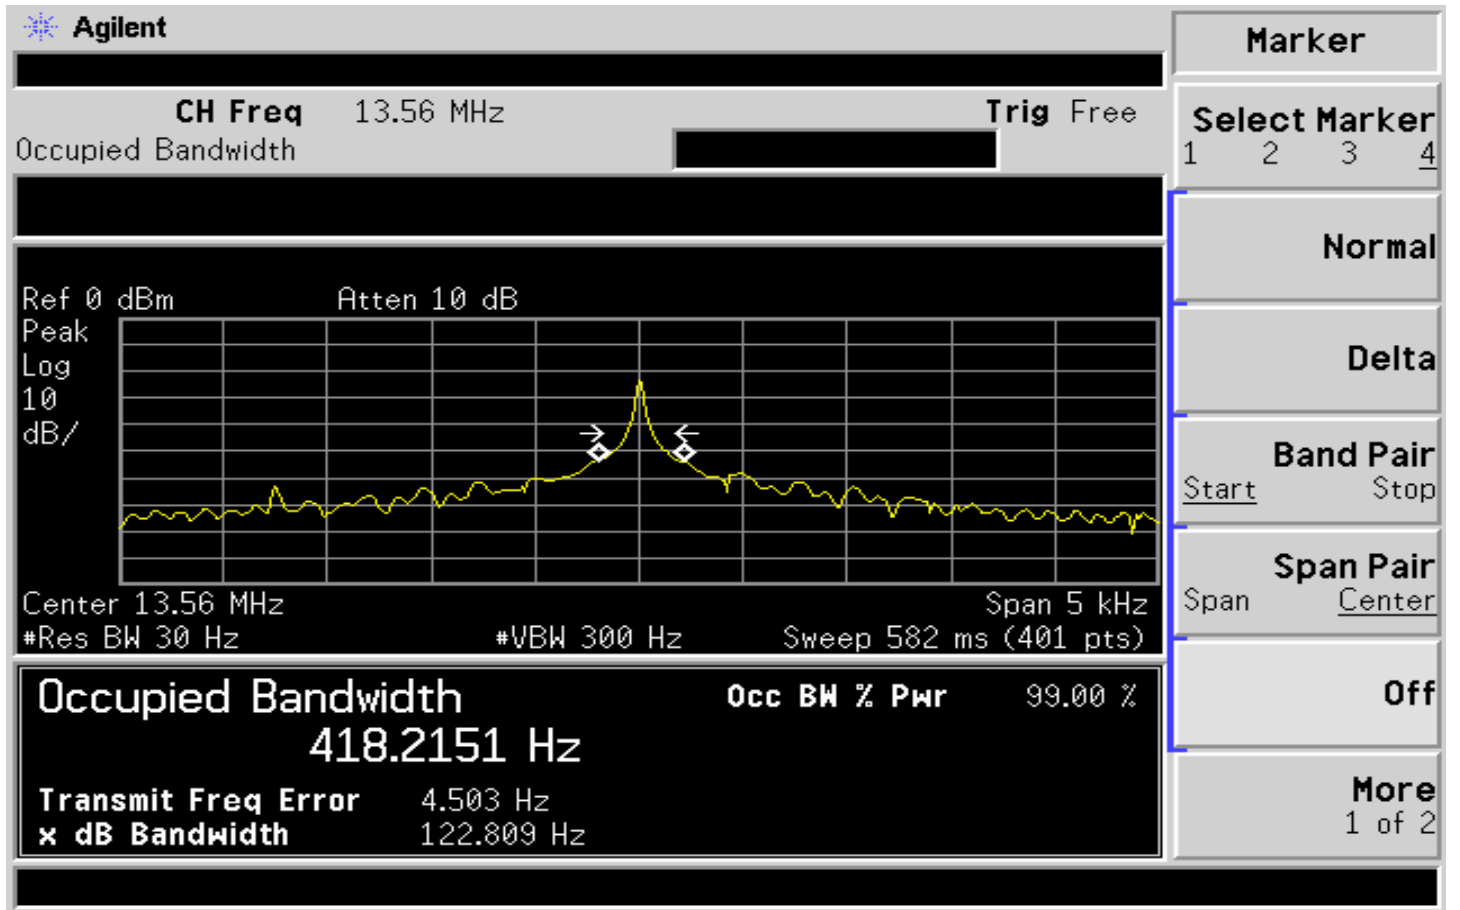 Agilent
Marker
CH Freq 13.56 MHz Trig Free
Occupied Bandwidth
Select Marker
1 2 3 4
Normal
Ref 0 dBm Atten 10 dB
Peak
Log
10
dB/
Delta
Band Pair
Start Stop
Span Pair
Span Center
Center 13.56 MHz Span 5 kHz
#Res BW 30 Hz #VBW 300 Hz Sweep 582 ms (401 pts)
Occupied Bandwidth Occ BW % Pwr 99.00 %
418.2151 Hz
Off
Transmit Freq Error 4.503 Hz
x dB Bandwidth 122.809 Hz
More
1 of 2